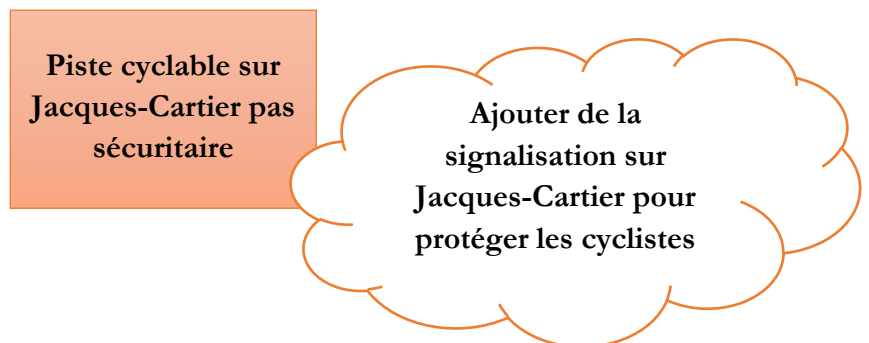 Piste cyclable sur
Jacques-Cartier pas
sécuritaire
Ajouter de la
signalisation sur
Jacques-Cartier pour
protéger les cyclistes